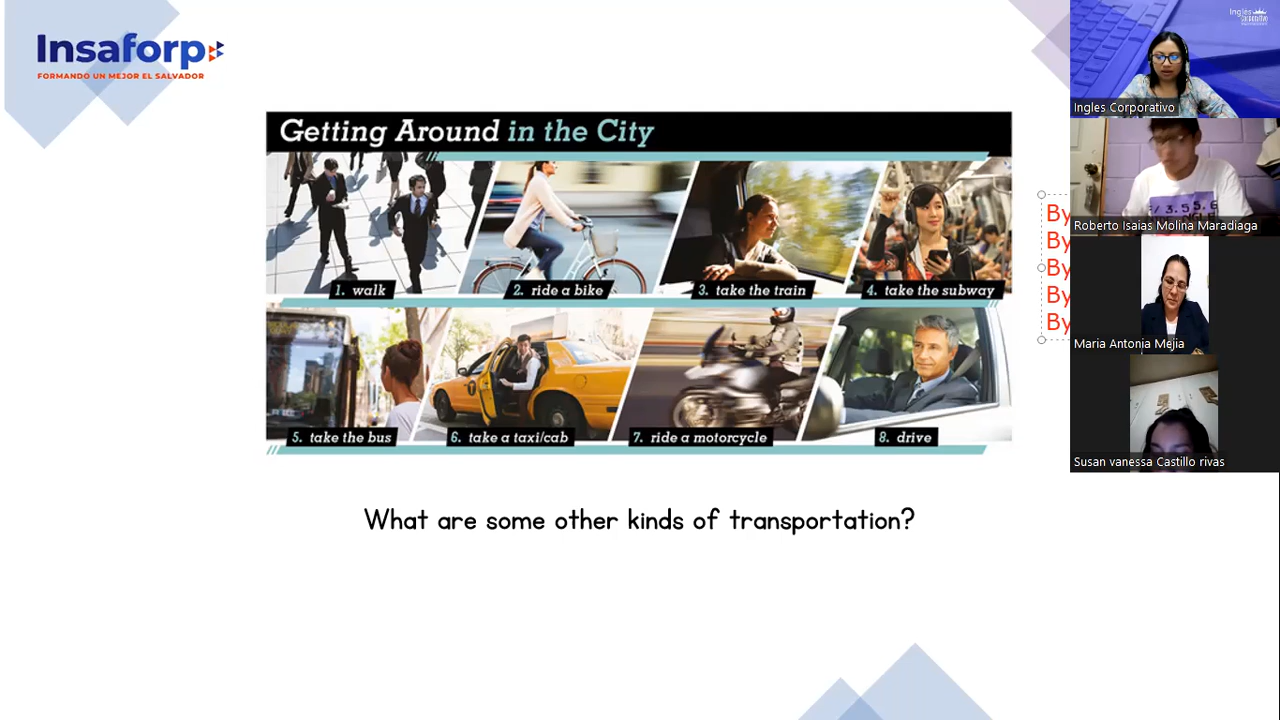 Insaforp
FORMANDO UN MEJOR EL SALVADOR
Getting Around in the City
1. walk
2. ride a bike
3. take the train
4. take the subway
5. take the bus
6. take a taxi/cab
7. ride a motorcycle
8. drive
What are some other kinds of transportation?
By
By
By
By
By
Ingles Corporativo
Roberto Isaias Molina Maradiaga
Maria Antonia Mejia
Susan vanessa Castillo rivas